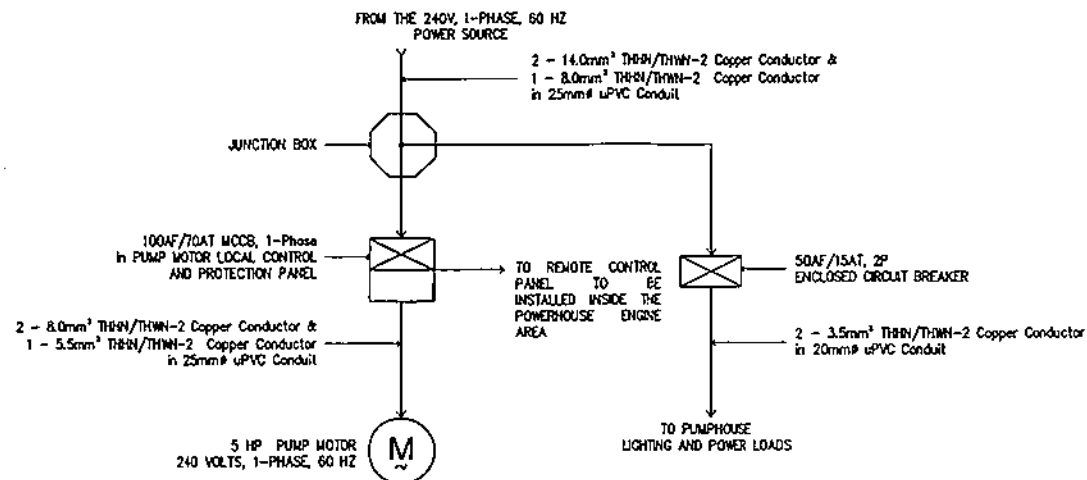 FROM THE 240V, 1-PHASE, 60 HZ
POWER SOURCE
2 - 14.0mm² THHN/THWN-2 Copper Conductor &
1 - 8.0mm² THHN/THWN-2 Copper Conductor
in 25mmø uPVC Conduit
JUNCTION BOX
100AF/70AT MCCB, 1-Phase
in PUMP MOTOR LOCAL CONTROL
AND PROTECTION PANEL
TO REMOTE CONTROL
PANEL TO BE
INSTALLED INSIDE THE
POWERHOUSE ENGINE
AREA
50AF/15AT, 2P
ENCLOSED CIRCUIT BREAKER
2 - 8.0mm² THHN/THWN-2 Copper Conductor &
1 - 5.5mm² THHN/THWN-2 Copper Conductor
in 25mmø uPVC Conduit
2 - 3.5mm² THHN/THWN-2 Copper Conductor
in 20mmø uPVC Conduit
5 HP PUMP MOTOR
240 VOLTS, 1-PHASE, 60 HZ
M
~
TO PUMPHOUSE
LIGHTING AND POWER LOADS